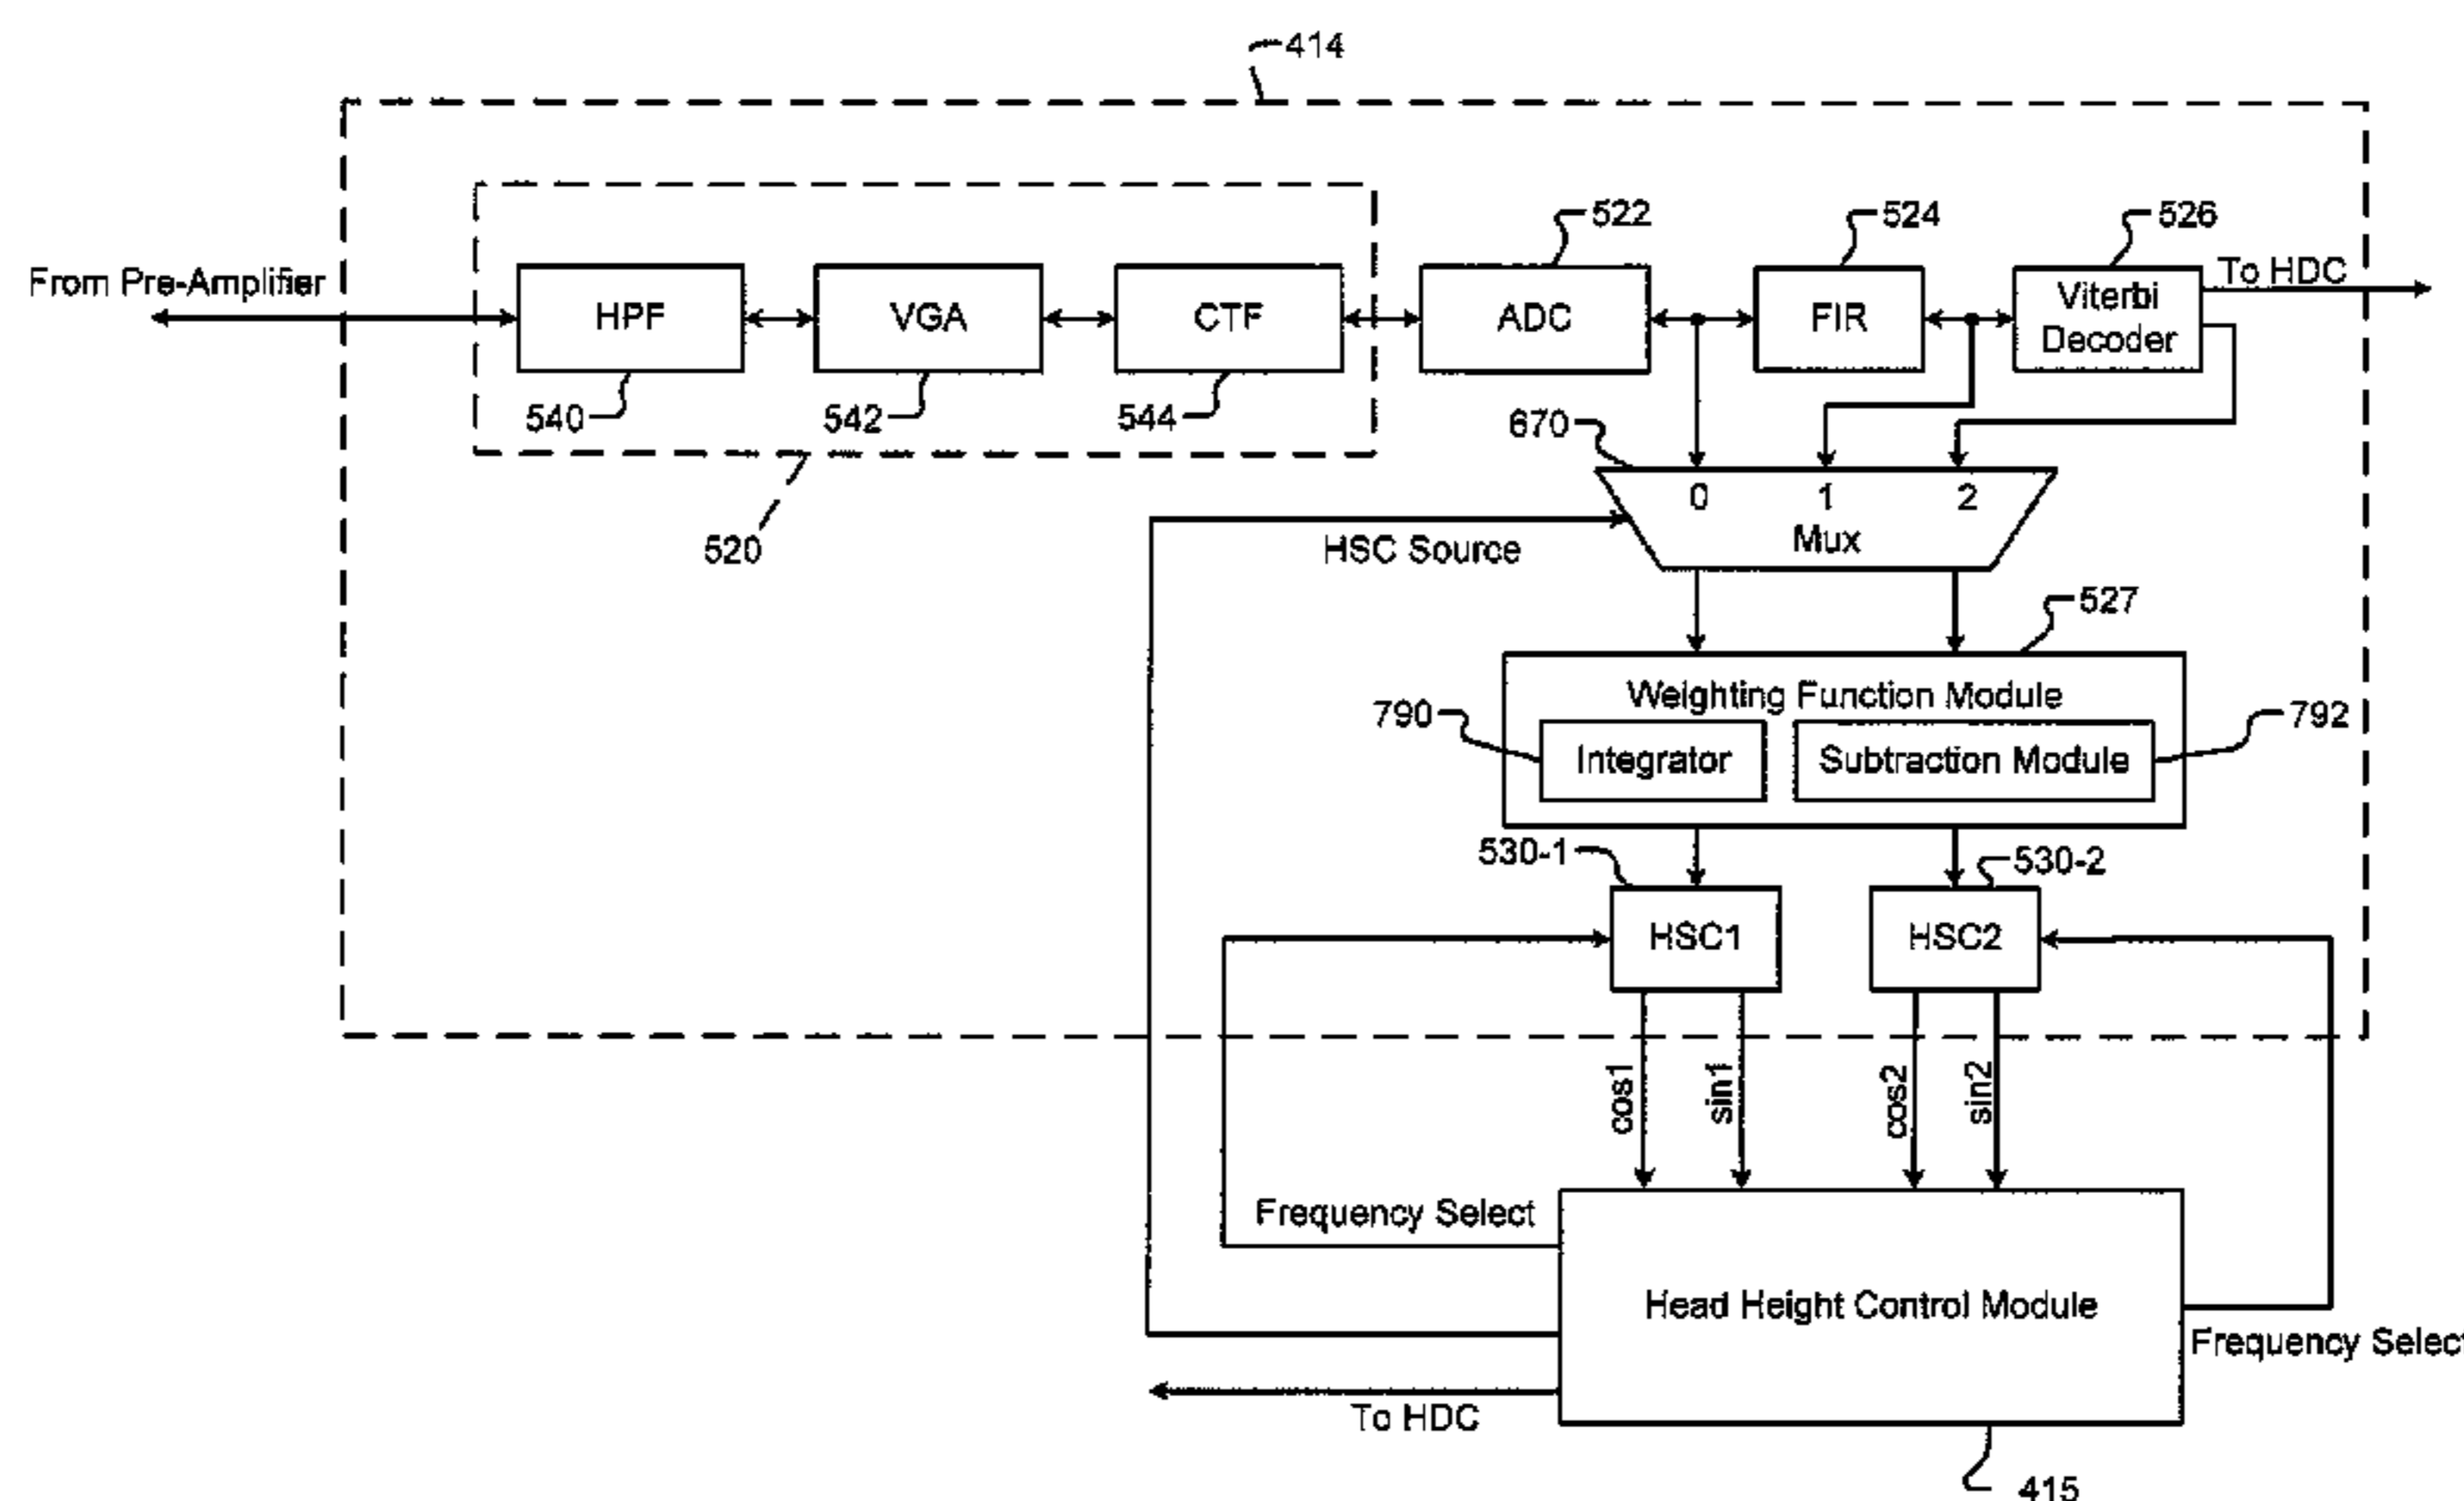 414
522
524
526
From Pre-Amplifier
To HDC
HPF
VGA
CTF
ADC
FIR
Viterbi
Decoder
540
542
544
670
0
1
2
Mux
HSC Source
520
527
Weighting Function Module
790
792
Integrator
Subtraction Module
530-1
530-2
HSC1
HSC2
cos1
sin1
cos2
sin2
Frequency Select
Head Height Control Module
Frequency Select
To HDC
415